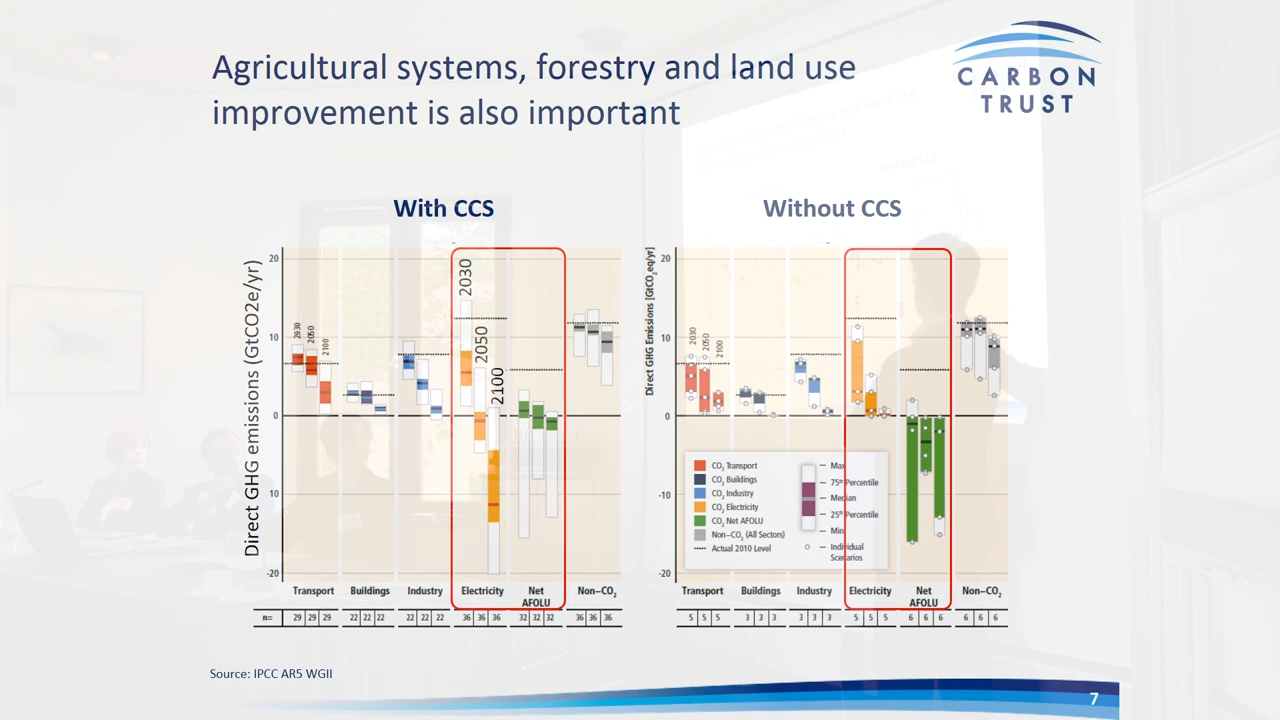 Agricultural systems, forestry and land use
improvement is also important
CARBON
TRUST
With CCS
Without CCS
Direct GHG emissions (GtCO2e/yr)
20
10
0
10
-20
2030
2050
2100
2030
2050
2100
Transport
Buildings
Industry
Electricity
Net
AFOLU
Non–CO₂
n=
29 29 29
22 22 22
22 22 22
36 36 36
32 32 32
36 36 36
Direct GHG Emissions [GtCO₂eq/yr]
20
10
0
-10
-20
2030
2050
2100
CO₂ Transport
CO₂ Buildings
CO₂ Industry
CO₂ Electricity
CO₂ Net AFOLU
Non–CO₂ (All Sectors)
Actual 2010 Level
Max
75th Percentile
Median
25th Percentile
Min
Individual
Scenarios
Transport
Buildings
Industry
Electricity
Net
AFOLU
Non–CO₂
5 5 5
3 3 3
3 3 3
5 5 5
6 6 6
6 6 6
Source: IPCC AR5 WGII
7